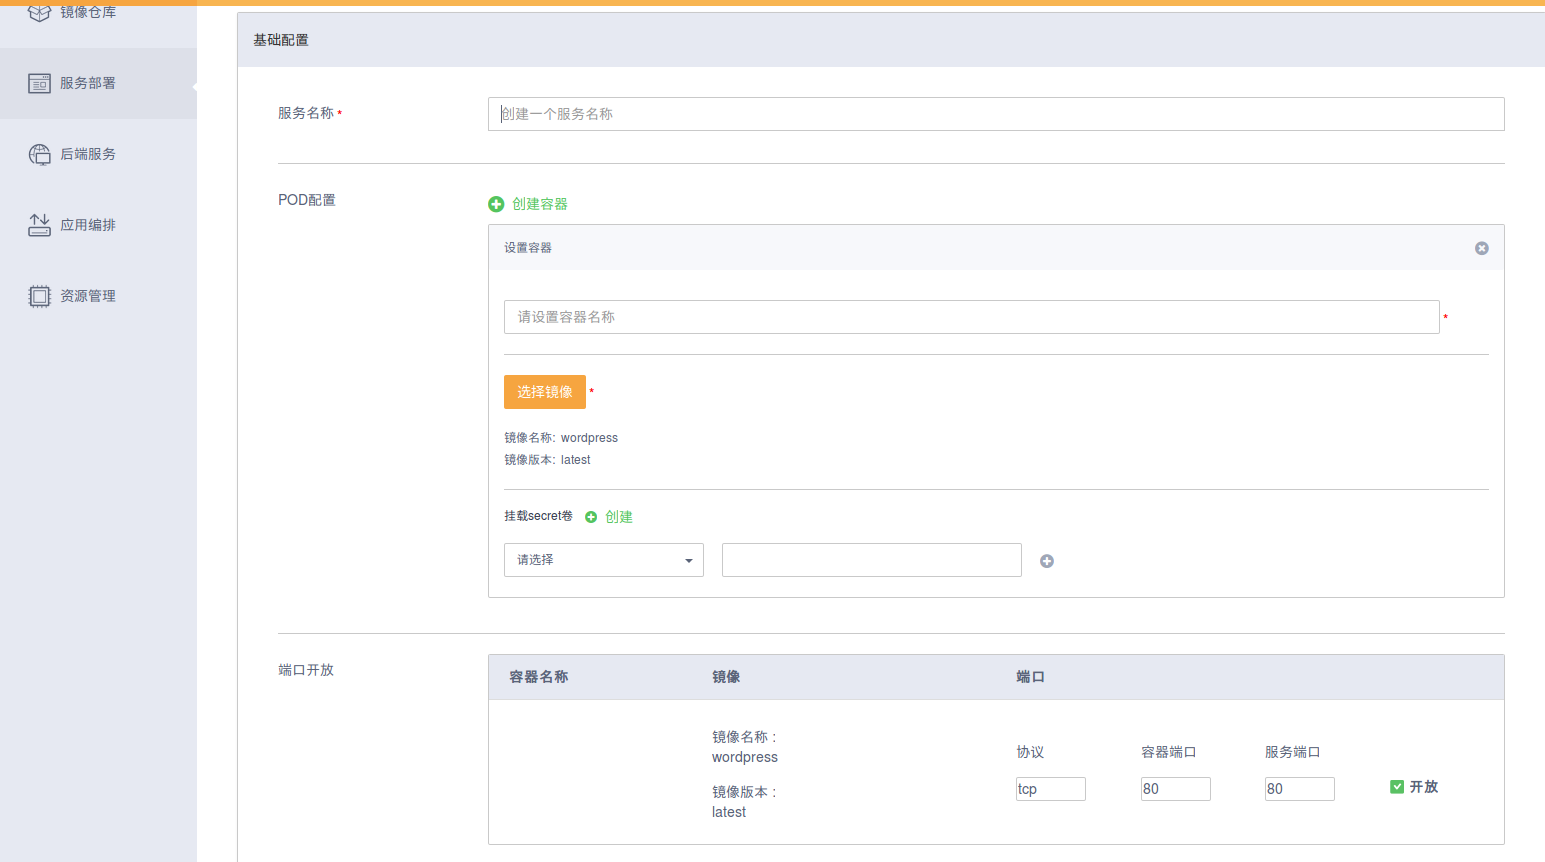 镜像仓库
服务部署
后端服务
应用编排
资源管理
基础配置
服务名称 *
创建一个服务名称
POD配置
创建容器
设置容器
请设置容器名称 *
选择镜像 *
镜像名称: wordpress
镜像版本: latest
挂载secret卷 创建
请选择
端口开放
容器名称 镜像 端口
镜像名称 :
wordpress
镜像版本 :
latest
协议 容器端口 服务端口
tcp 80 80 开放